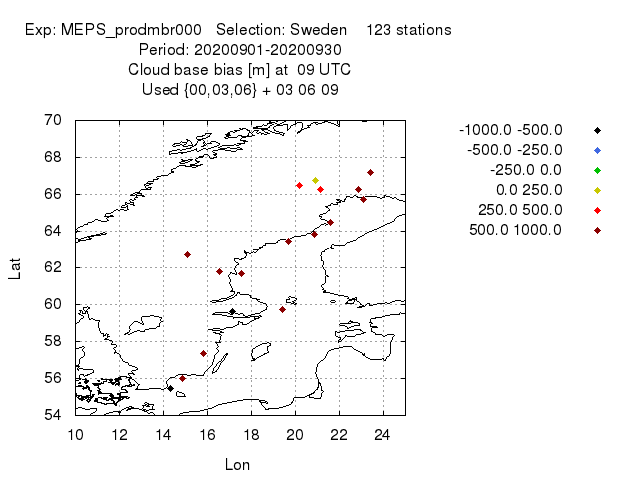 Exp: MEPS_prodmbr000 Selection: Sweden 123 stations
Period: 20200901-20200930
Cloud base bias [m] at 09 UTC
Used {00,03,06} + 03 06 09
-1000.0 -500.0
-500.0 -250.0
-250.0 0.0
0.0 250.0
250.0 500.0
500.0 1000.0
70
68
66
64
62
60
58
56
54
Lat
10 12 14 16 18 20 22 24
Lon